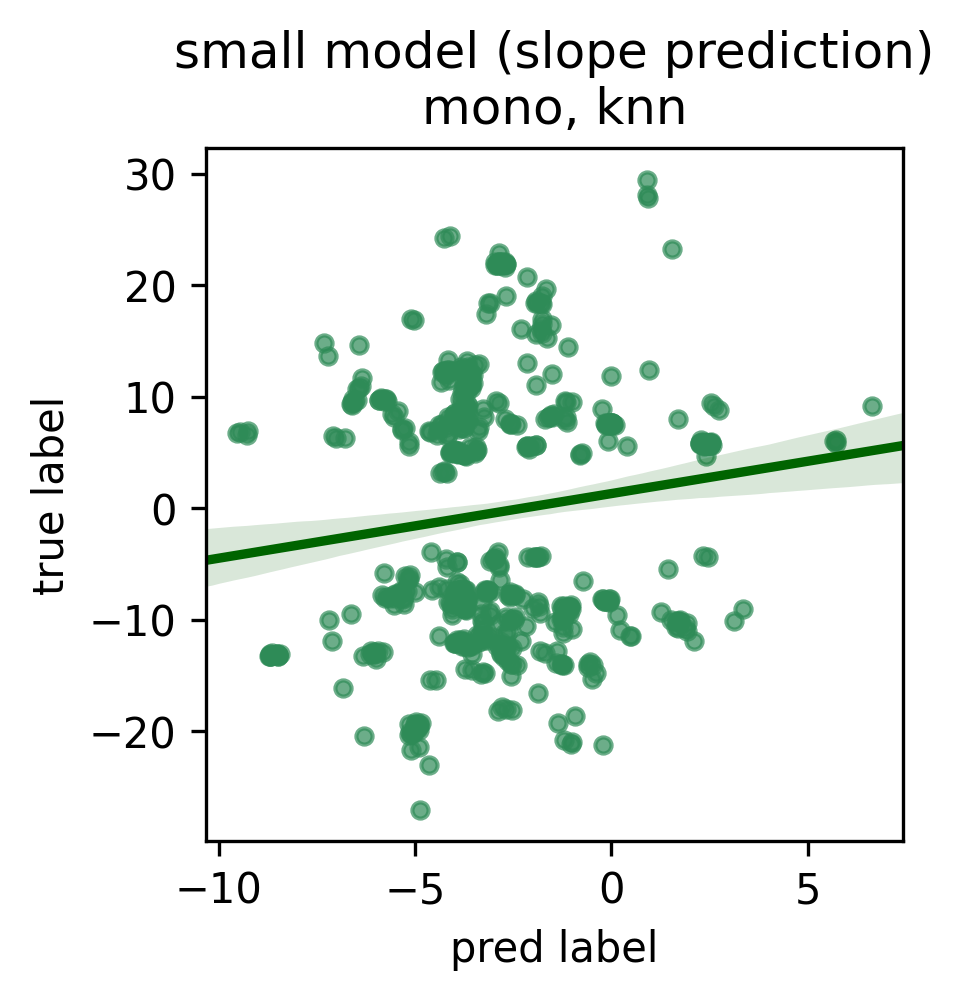 small model (slope prediction)
mono, knn
30
20
10
0
−10
−20
true label
−10
−5
0
5
pred label